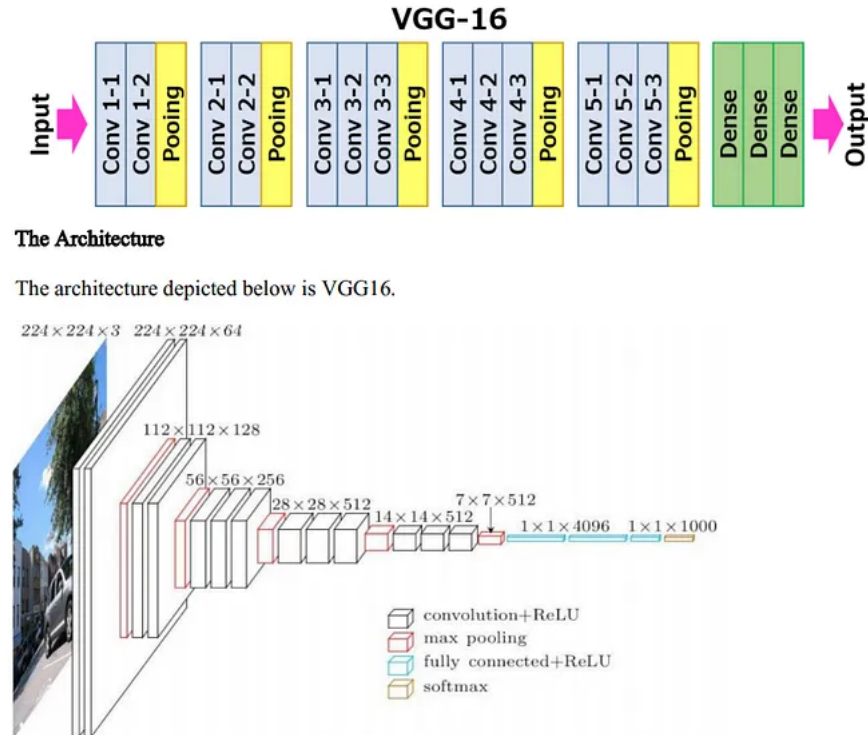 VGG-16
Input
Conv 1-1
Conv 1-2
Pooing
Conv 2-1
Conv 2-2
Pooing
Conv 3-1
Conv 3-2
Conv 3-3
Pooing
Conv 4-1
Conv 4-2
Conv 4-3
Pooing
Conv 5-1
Conv 5-2
Conv 5-3
Pooing
Dense
Dense
Dense
Output
The Architecture
The architecture depicted below is VGG16.
224 × 224 × 3
224 × 224 × 64
112 × 112 × 128
56 × 56 × 256
28 × 28 × 512
14 × 14 × 512
7 × 7 × 512
1 × 1 × 4096
1 × 1 × 1000
convolution+ReLU
max pooling
fully connected+ReLU
softmax